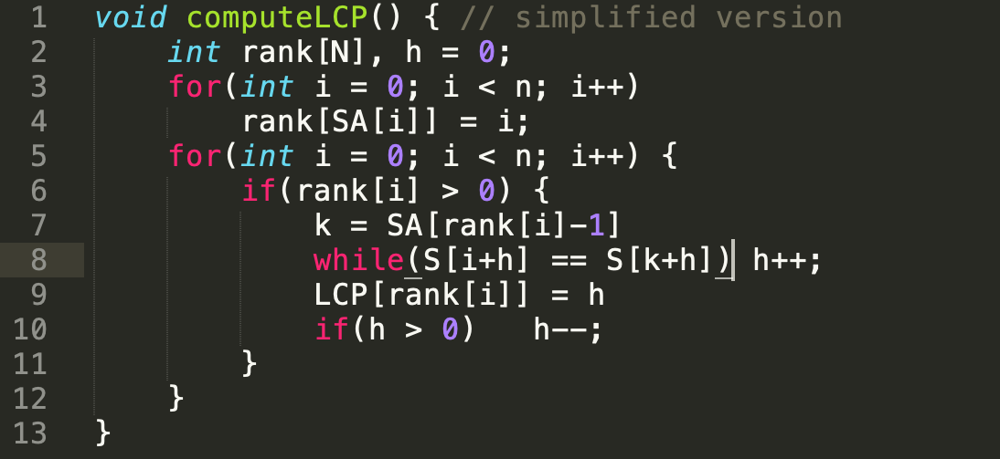 1 void computeLCP() { // simplified version
2     int rank[N], h = 0;
3     for(int i = 0; i < n; i++)
4         rank[SA[i]] = i;
5     for(int i = 0; i < n; i++) {
6         if(rank[i] > 0) {
7             k = SA[rank[i]-1]
8             while(S[i+h] == S[k+h]) h++;
9             LCP[rank[i]] = h
10             if(h > 0)   h--;
11         }
12     }
13 }